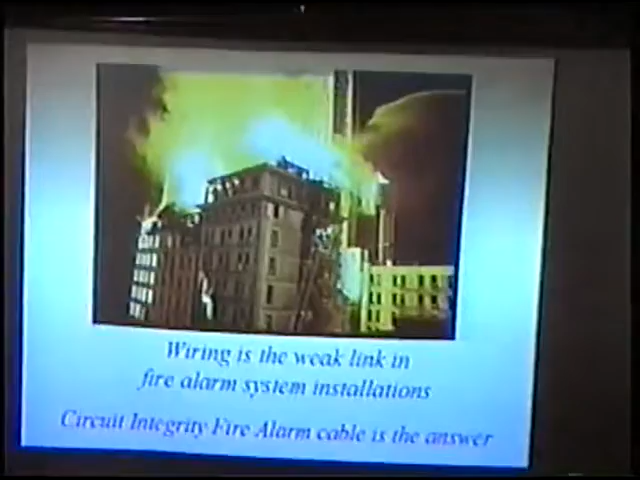 Wiring is the weak link in
fire alarm system installations
Circuit Integrity Fire Alarm cable is the answer